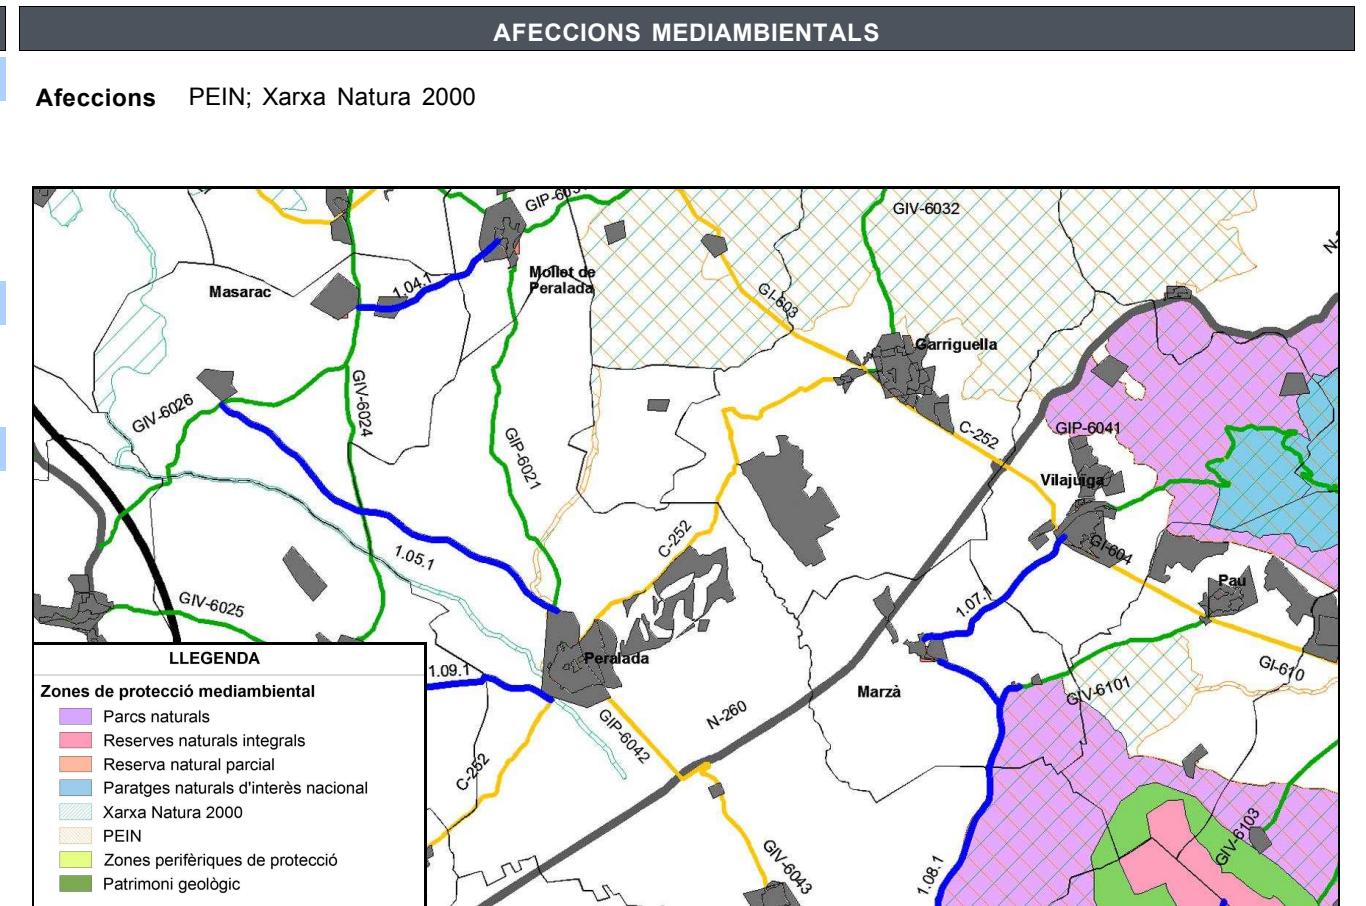 AFECCIONS MEDIAMBIENTALS
Afeccions PEIN; Xarxa Natura 2000
GIV-6032
Masarac
1.04.1
Mollet de
Peralada
GI-603
Garriguella
GIV-6026
GIV-6024
GIP-6021
C-252
GIP-6041
Vilajuïga
C-252
GI-604
1.05.1
Pau
GIV-6025
1.07.1
Peralada
1.09.1
Marzà
GIV-6101
GI-610
N-260
GIP-6042
C-252
GIV-6103
GIV-6043
1.08.1
LLEGENDA
Zones de protecció mediambiental
Parcs naturals
Reserves naturals integrals
Reserva natural parcial
Paratges naturals d'interès nacional
Xarxa Natura 2000
PEIN
Zones perifèriques de protecció
Patrimoni geològic